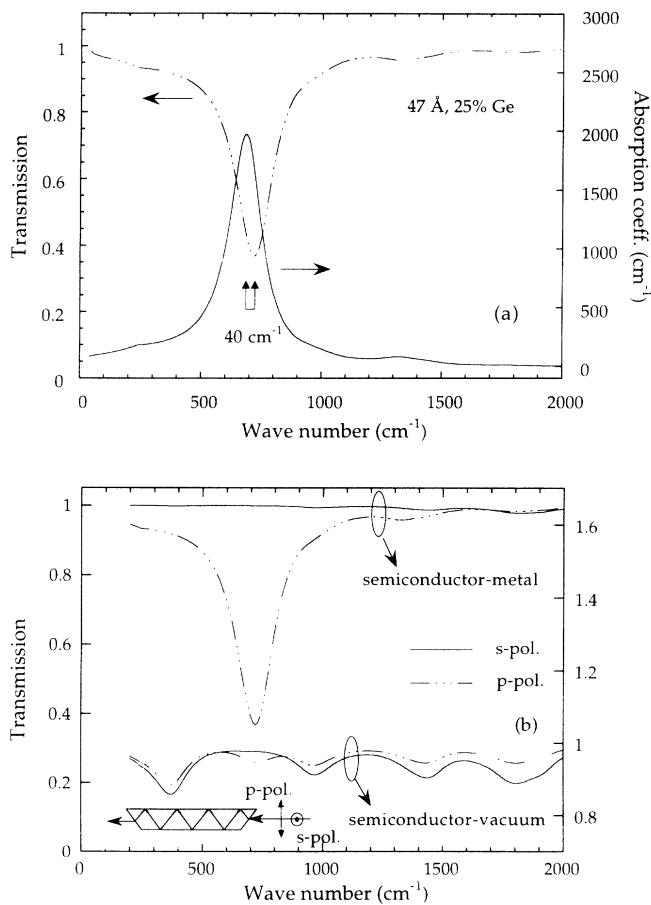 3000
1
2500
0.8
47 Å, 25% Ge
2000
0.6
1500
0.4
1000
500
(a)
40 cm-1
0.2
0
0
0
500
1000
1500
2000
Wave number (cm-1)
Transmission
Absorption coeff. (cm-1)
1
1.6
semiconductor-metal
0.8
1.4
s-pol.
0.6
p-pol.
1.2
0.4
(b)
1
0.2
p-pol.
s-pol.
semiconductor-vacuum
0.8
0
0
500
1000
1500
2000
Wave number (cm-1)
Transmission